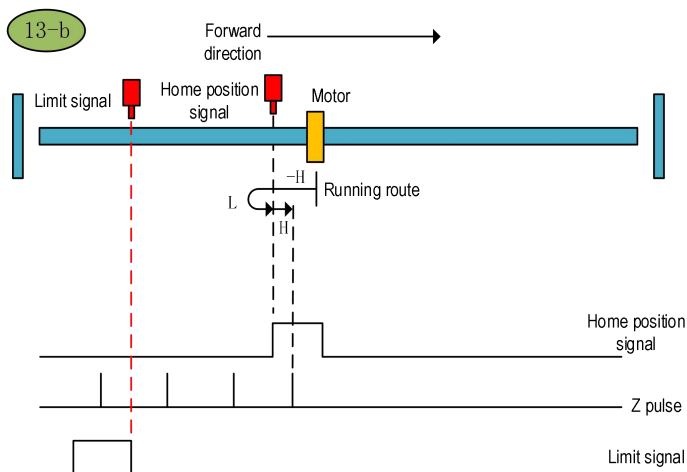 13-b
Forward
direction
Limit signal
Home position
signal
Motor
−H
Running route
L
H
Home position
signal
Z pulse
Limit signal